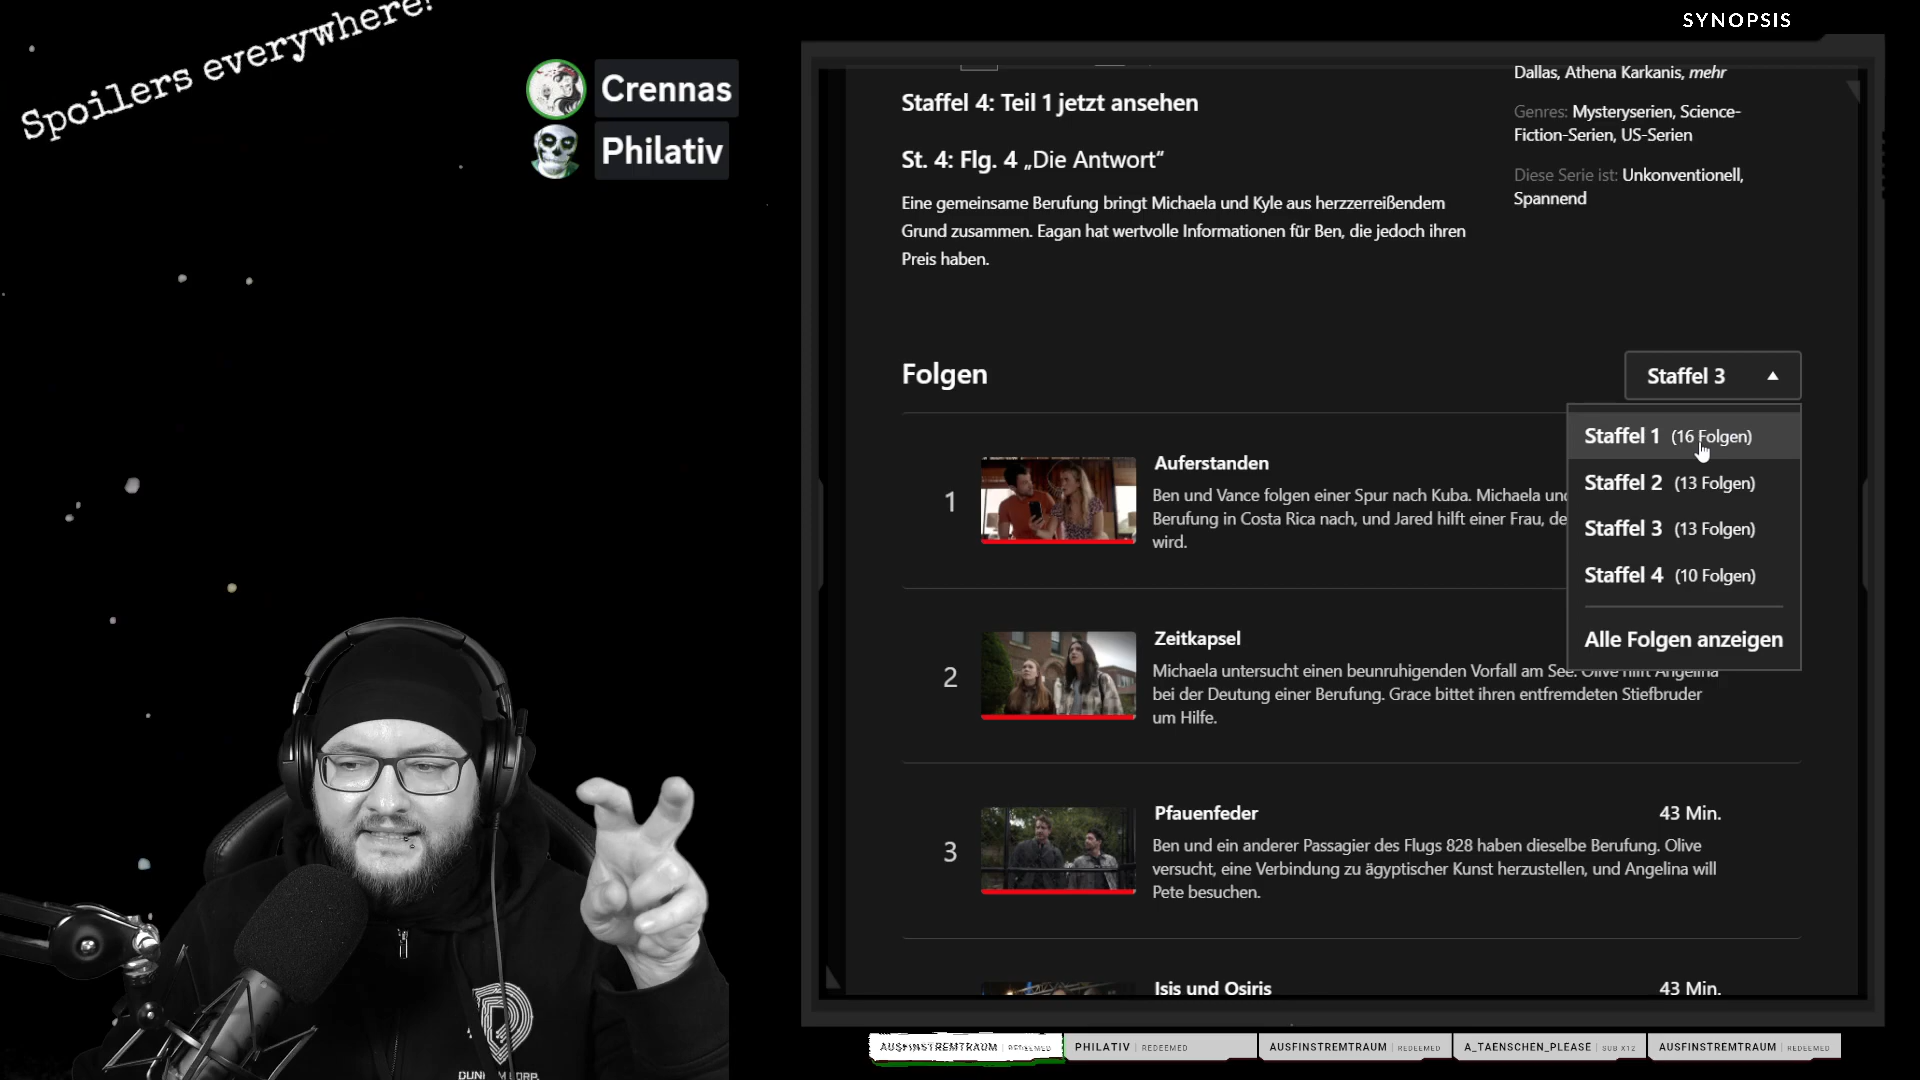 Spoilers everywhere!
Crennas
Philativ
SYNOPSIS
Dallas, Athena Karkanis, mehr
Genres: Mysteryserien, Science-
Fiction-Serien, US-Serien
Diese Serie ist: Unkonventionell,
Spannend
Staffel 4: Teil 1 jetzt ansehen
St. 4: Flg. 4 „Die Antwort“
Eine gemeinsame Berufung bringt Michaela und Kyle aus herzzerreißendem
Grund zusammen. Eagan hat wertvolle Informationen für Ben, die jedoch ihren
Preis haben.
Folgen
Staffel 3
Staffel 1 (16 Folgen)
Staffel 2 (13 Folgen)
Staffel 3 (13 Folgen)
Staffel 4 (10 Folgen)
Alle Folgen anzeigen
1
Auferstanden
Ben und Vance folgen einer Spur nach Kuba. Michaela
Berufung in Costa Rica nach, und Jared hilft einer Frau,
wird.
2
Zeitkapsel
Michaela untersucht einen beunruhigenden Vorfall am See. Olive hilft Angelina
bei der Deutung einer Berufung. Grace bittet ihren entfremdeten Stiefbruder
um Hilfe.
3
Pfauenfeder
43 Min.
Ben und ein anderer Passagier des Flugs 828 haben dieselbe Berufung. Olive
versucht, eine Verbindung zu ägyptischer Kunst herzustellen, und Angelina will
Pete besuchen.
Isis und Osiris
43 Min.
AUSFINSTREMTRAUM REDEEMED
PHILATIV REDEEMED
AUSFINSTREMTRAUM REDEEMED
A_TAENSCHEN_PLEASE SUB X12
AUSFINSTREMTRAUM REDEEMED